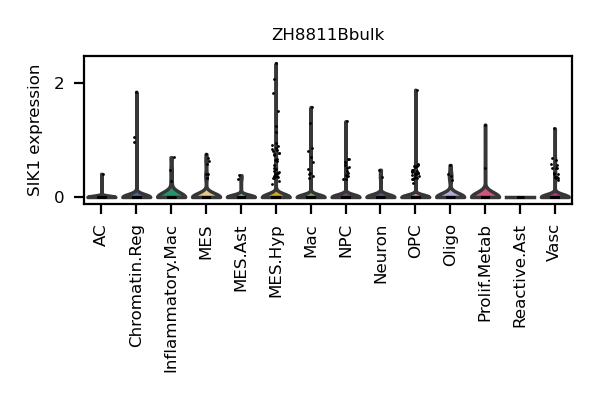 ZH8811Bbulk
SIK1 expression
2
0
AC
Chromatin.Reg
Inflammatory.Mac
MES
MES.Ast
MES.Hyp
Mac
NPC
Neuron
OPC
Oligo
Prolif.Metab
Reactive.Ast
Vasc